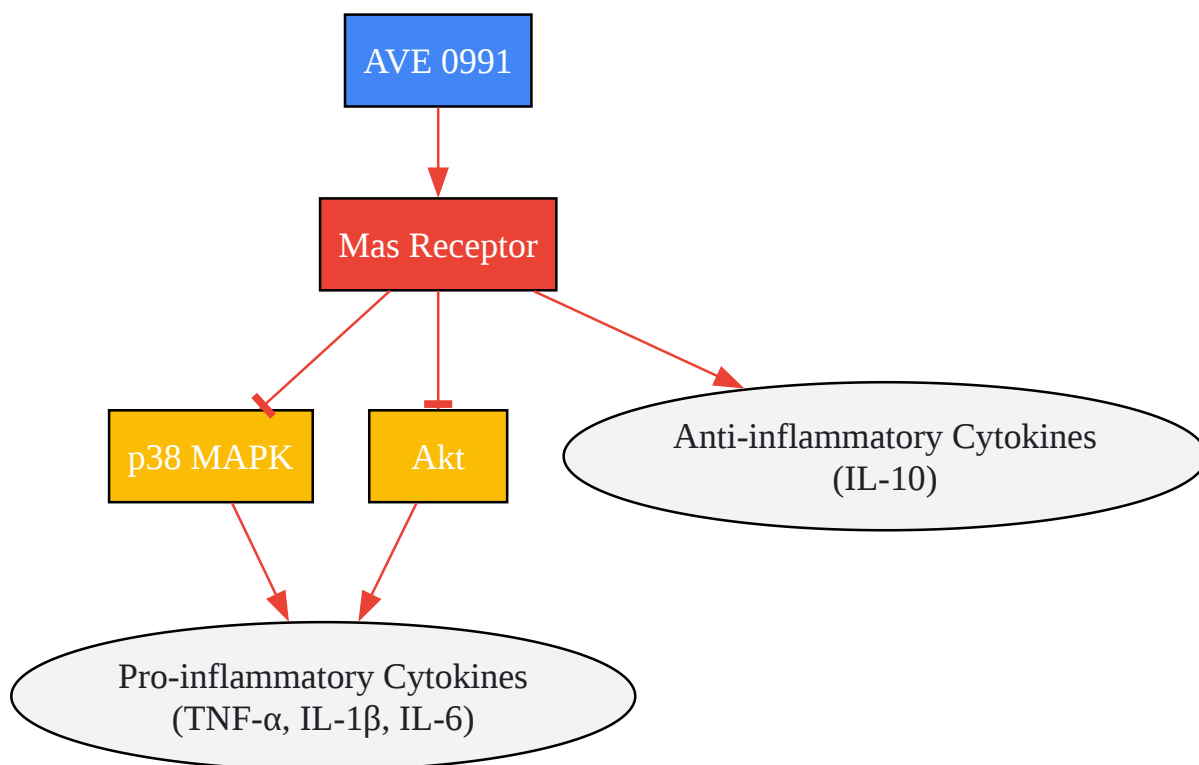 AVE 0991
Mas Receptor
p38 MAPK
Akt
Anti-inflammatory Cytokines
(IL-10)
Pro-inflammatory Cytokines
(TNF-α, IL-1β, IL-6)